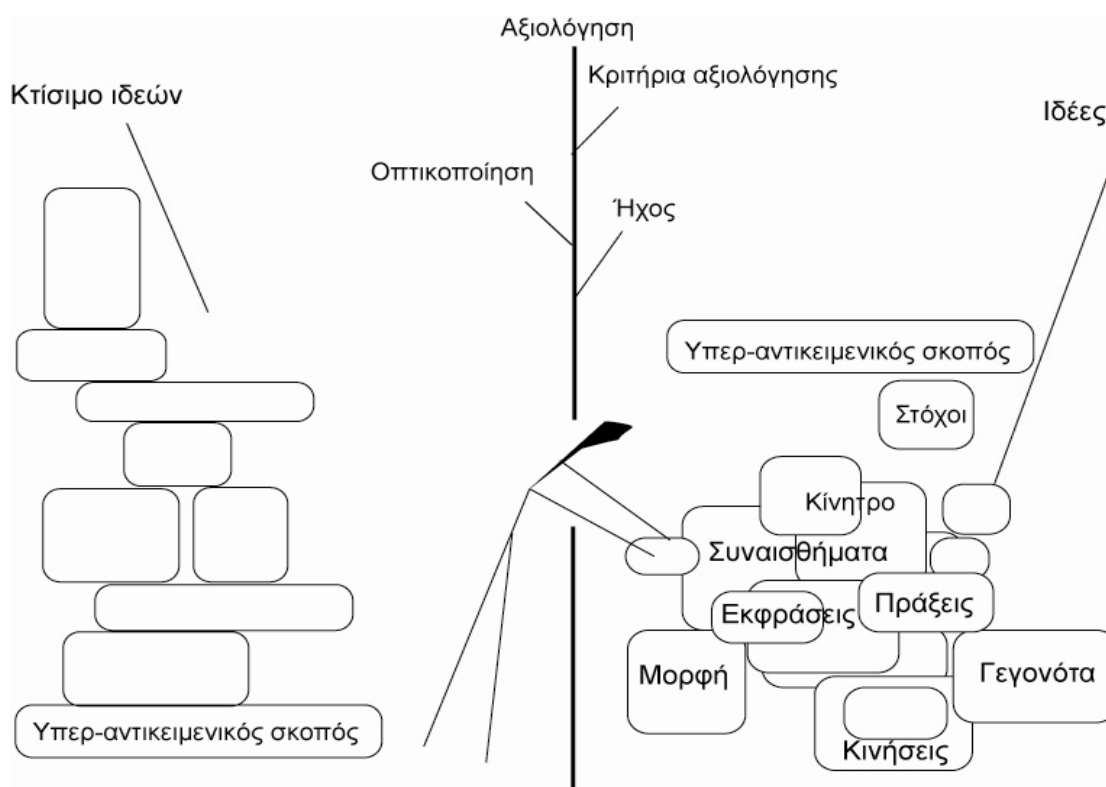 Αξιολόγηση
Κριτήρια αξιολόγησης
Κτίσιμο ιδεών
Ιδέες
Οπτικοποίηση
Ήχος
Υπερ-αντικειμενικός σκοπός
Στόχοι
Κίνητρο
Συναισθήματα
Πράξεις
Εκφράσεις
Μορφή
Γεγονότα
Υπερ-αντικειμενικός σκοπός
Κινήσεις